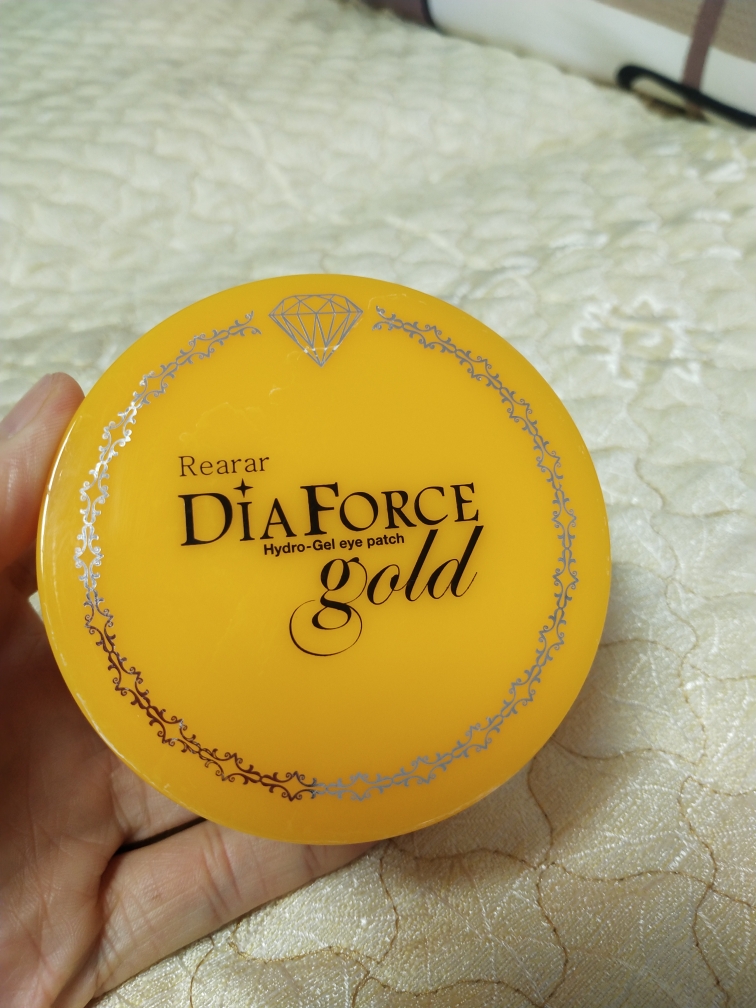 Rearar
DIAFORCE
Hydro-Gel eye patch
gold